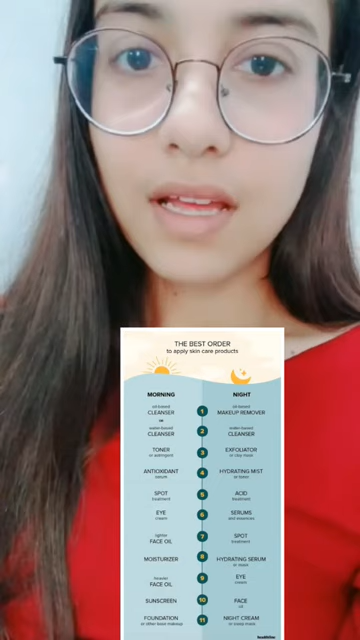 THE BEST ORDER
to apply skin care products
MORNING
NIGHT
oil-based
CLEANSER
or
1
oil-based
MAKEUP REMOVER
water-based
CLEANSER
2
water-based
CLEANSER
TONER
or astringent
3
EXFOLIATOR
or clay mask
ANTIOXIDANT
serum
4
HYDRATING MIST
or toner
SPOT
treatment
5
ACID
treatment
EYE
cream
6
SERUMS
and essences
lighter
FACE OIL
7
SPOT
treatment
MOISTURIZER
8
HYDRATING SERUM
or mask
heavier
FACE OIL
9
EYE
cream
SUNSCREEN
10
FACE
oil
FOUNDATION
or other base makeup
11
NIGHT CREAM
or sleep mask
healthline